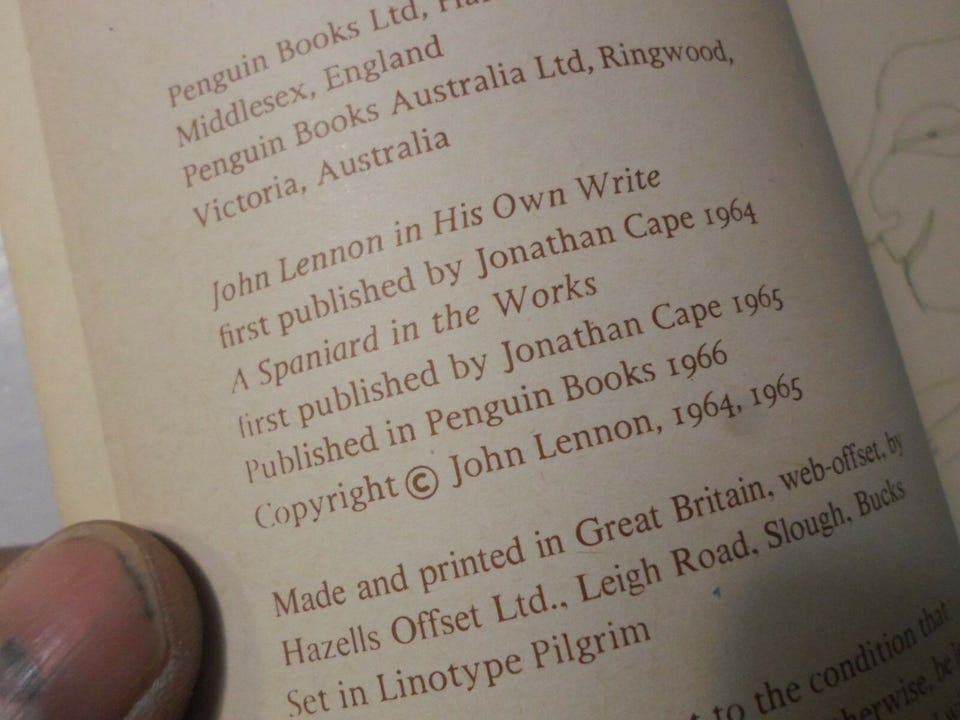 Penguin Books Ltd,
Middlesex, England
Penguin Books Australia Ltd, Ringwood,
Victoria, Australia
John Lennon in His Own Write
first published by Jonathan Cape 1964
A Spaniard in the Works
first published by Jonathan Cape 1965
Published in Penguin Books 1966
Copyright © John Lennon, 1964, 1965
Made and printed in Great Britain, web-offset, by
Hazells Offset Ltd., Leigh Road, Slough, Bucks
Set in Linotype Pilgrim
to the condition that